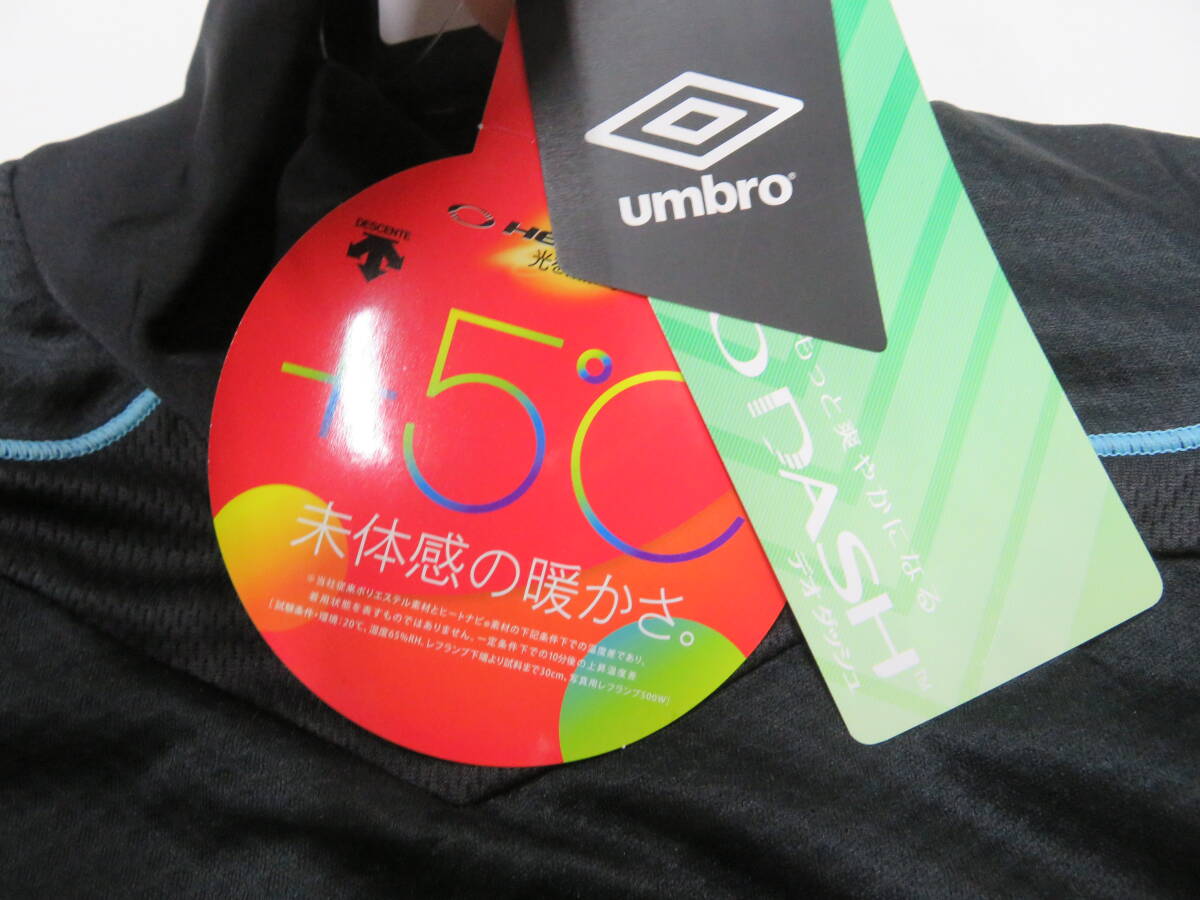 umbro
DESCENTE
HE
光を
+5℃
未体感の暖かさ。
※当社従来ポリエステル素材とヒートナビ®素材の下記条件下での温度差であり、
着用状態を表すものではありません。一定条件下での10分後の上昇温度差
[試験条件・環境:20℃、湿度65%RH、レフランプ下端より試料まで30cm、写真用レフランプ500W]
もっと爽やかになる
O DASH™
デオダッシュ